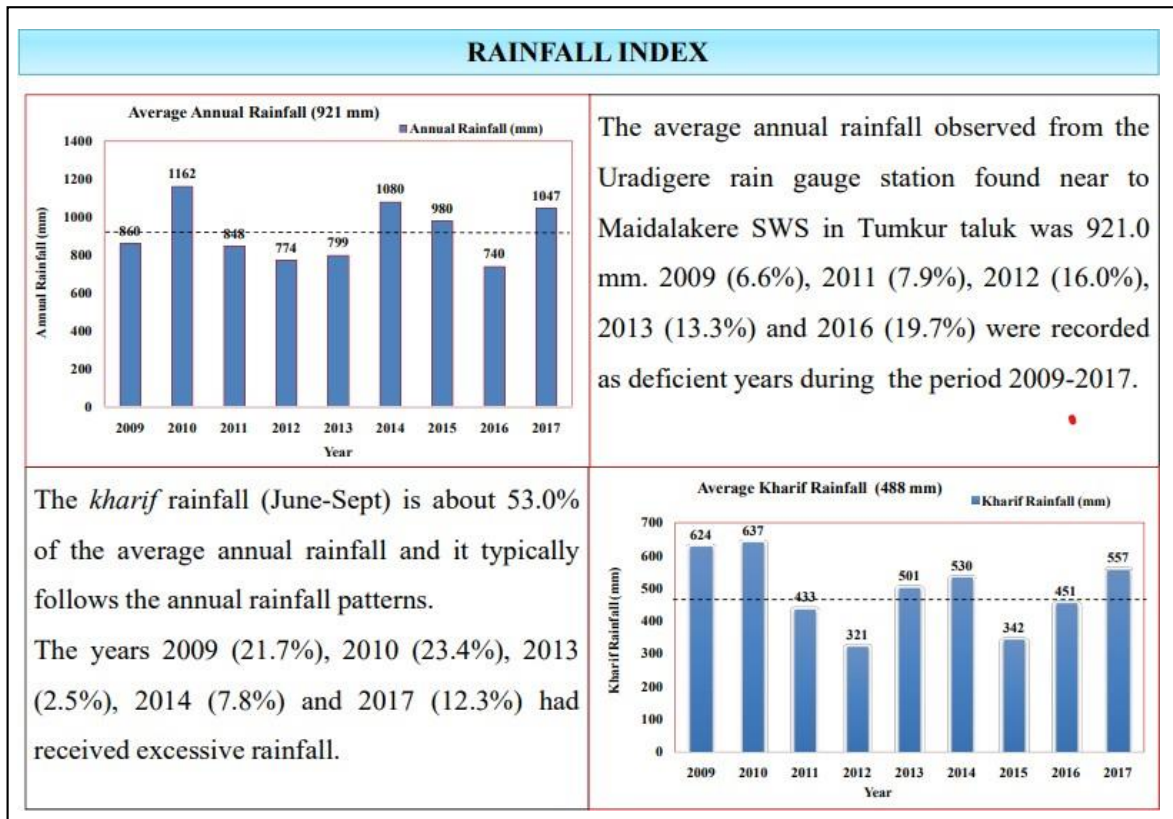 RAINFALL INDEX
Average Annual Rainfall (921 mm)
Annual Rainfall (mm)
1400
1200
1000
800
600
400
200
0
Annual Rainfall (mm)
860
1162
848
774
799
1080
980
740
1047
2009 2010 2011 2012 2013 2014 2015 2016 2017
Year
The average annual rainfall observed from the
Uradigere rain gauge station found near to
Maidalakere SWS in Tumkur taluk was 921.0
mm. 2009 (6.6%), 2011 (7.9%), 2012 (16.0%),
2013 (13.3%) and 2016 (19.7%) were recorded
as deficient years during the period 2009-2017.
The kharif rainfall (June-Sept) is about 53.0%
of the average annual rainfall and it typically
follows the annual rainfall patterns.
The years 2009 (21.7%), 2010 (23.4%), 2013
(2.5%), 2014 (7.8%) and 2017 (12.3%) had
received excessive rainfall.
Average Kharif Rainfall (488 mm)
Kharif Rainfall (mm)
700
600
500
400
300
200
100
0
Kharif Rainfall (mm)
624
637
433
321
501
530
342
451
557
2009 2010 2011 2012 2013 2014 2015 2016 2017
Year